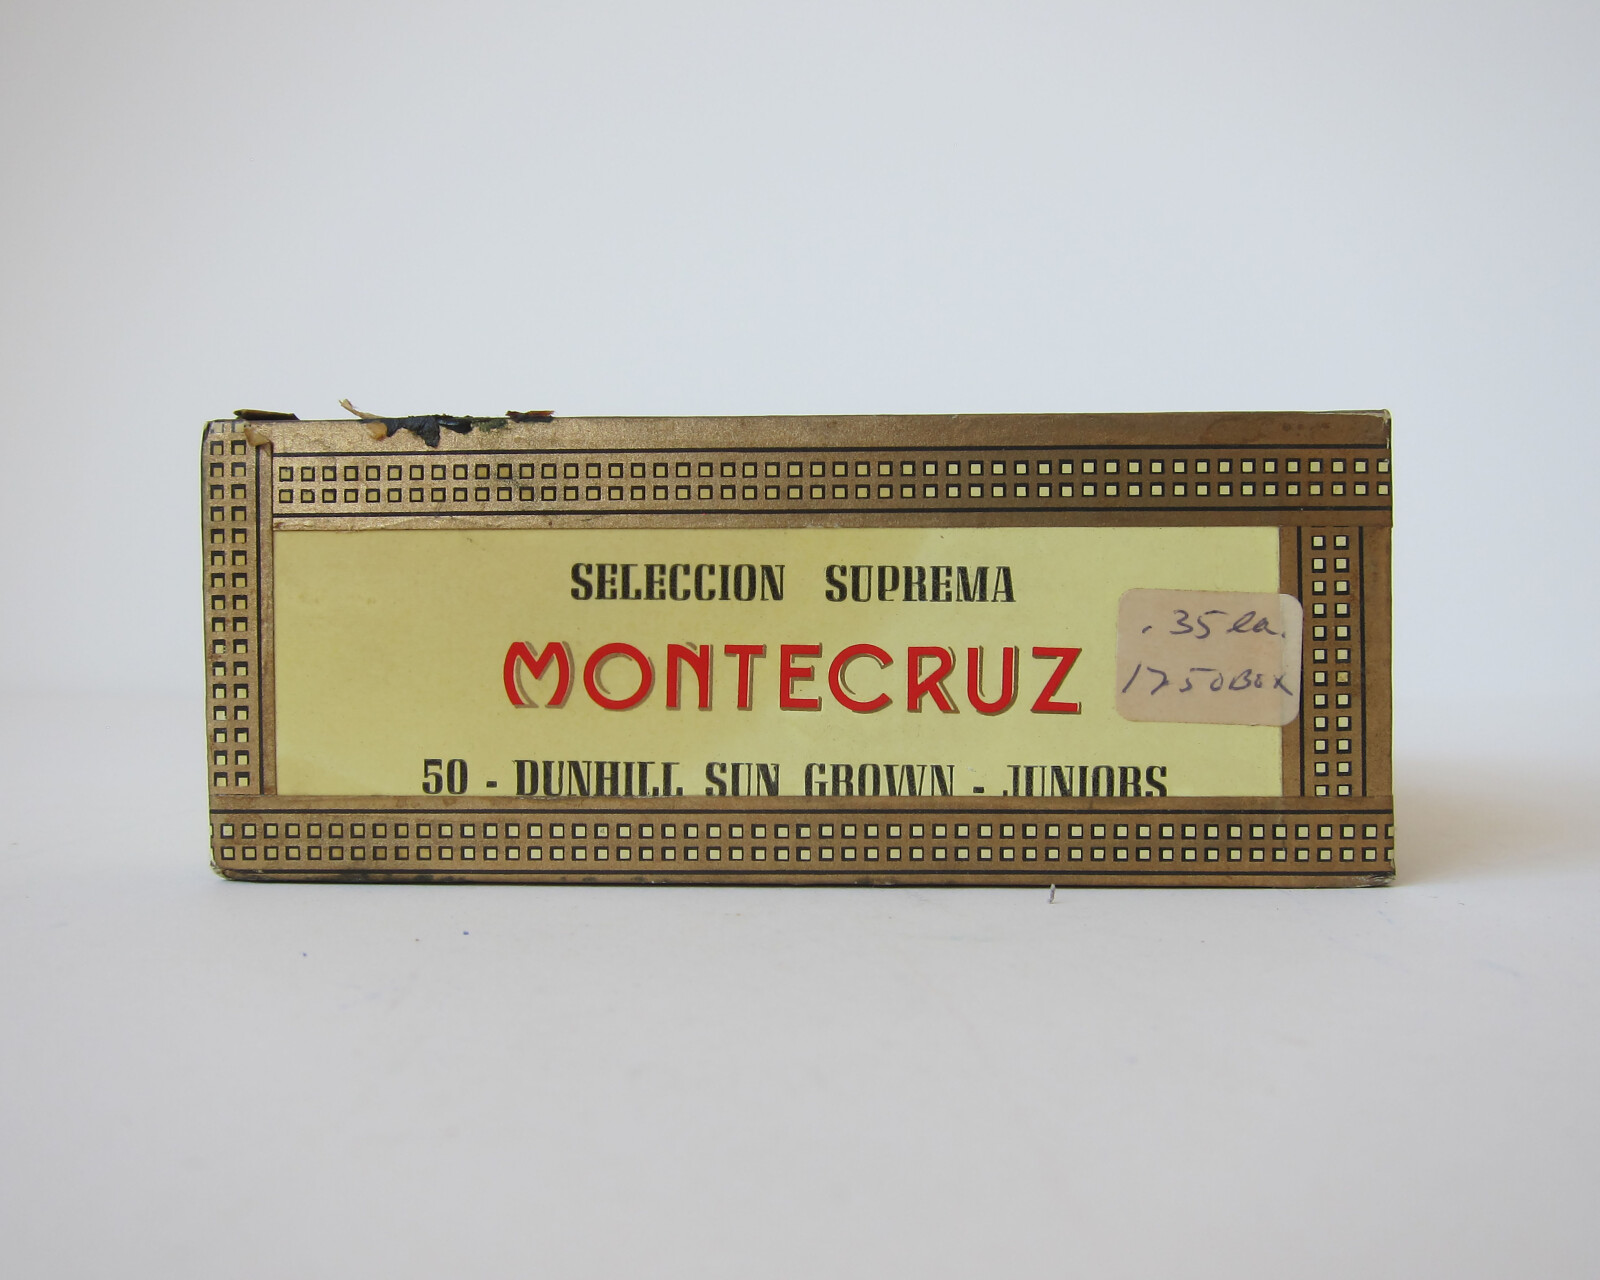 SELECCION SUPREMA
MONTECRUZ
50 - DUNHILL SUN GROWN - JUNIORS
.35 ea.
1750 Box